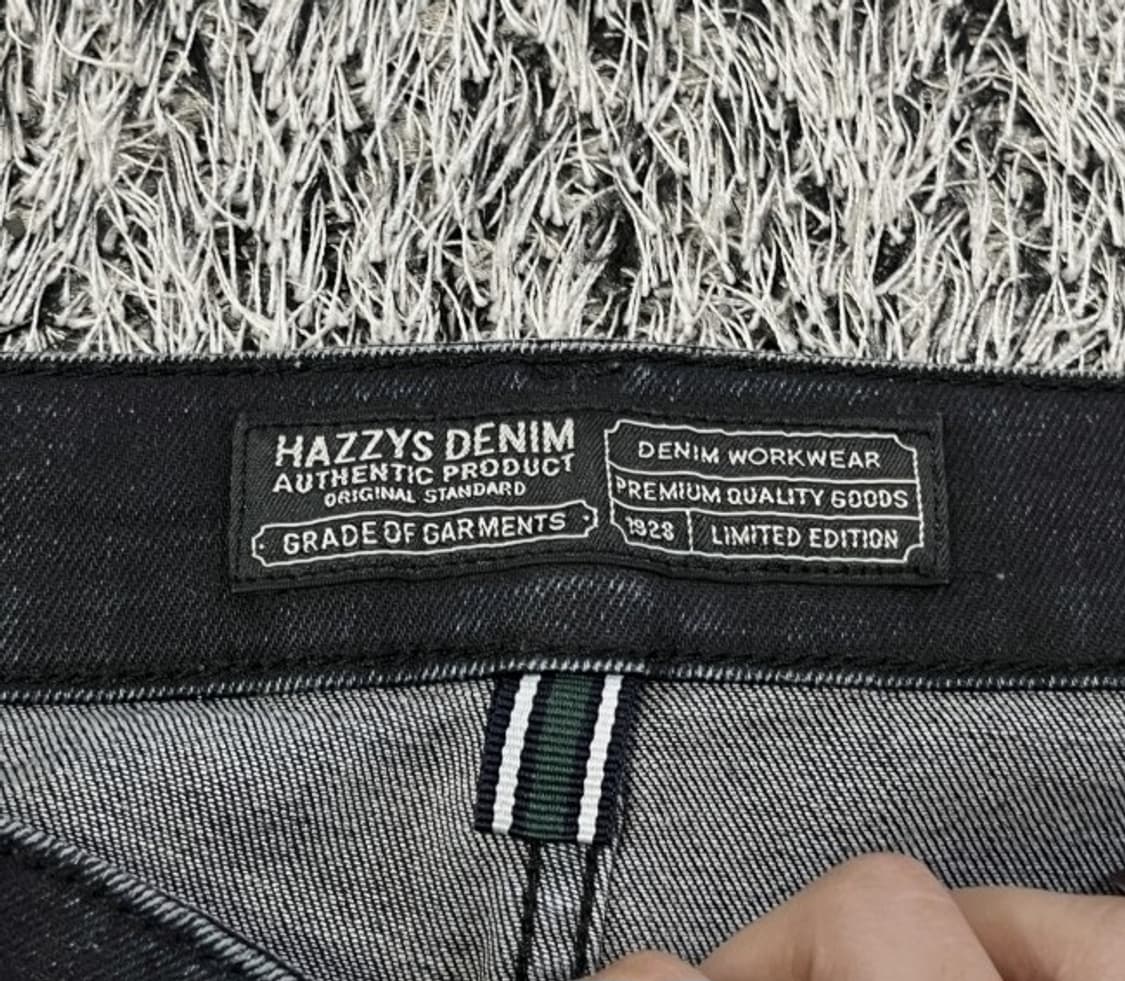 HAZZYS DENIM
AUTHENTIC PRODUCT
ORIGINAL STANDARD
GRADE OF GARMENTS
DENIM WORKWEAR
PREMIUM QUALITY GOODS
1928 LIMITED EDITION